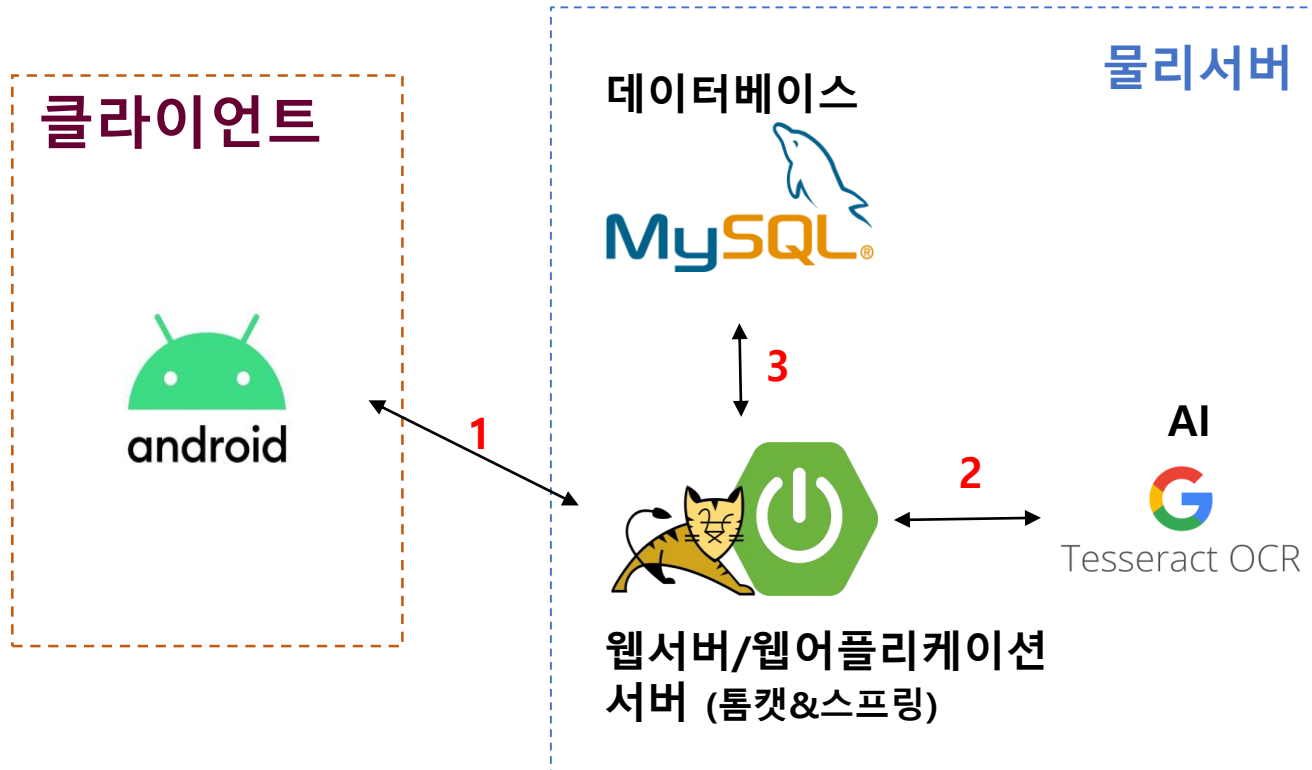 물리서버
클라이언트
데이터베이스
MySQL®
3
android
1
2
AI
Tesseract OCR
웹서버/웹어플리케이션
서버 (톰캣&스프링)